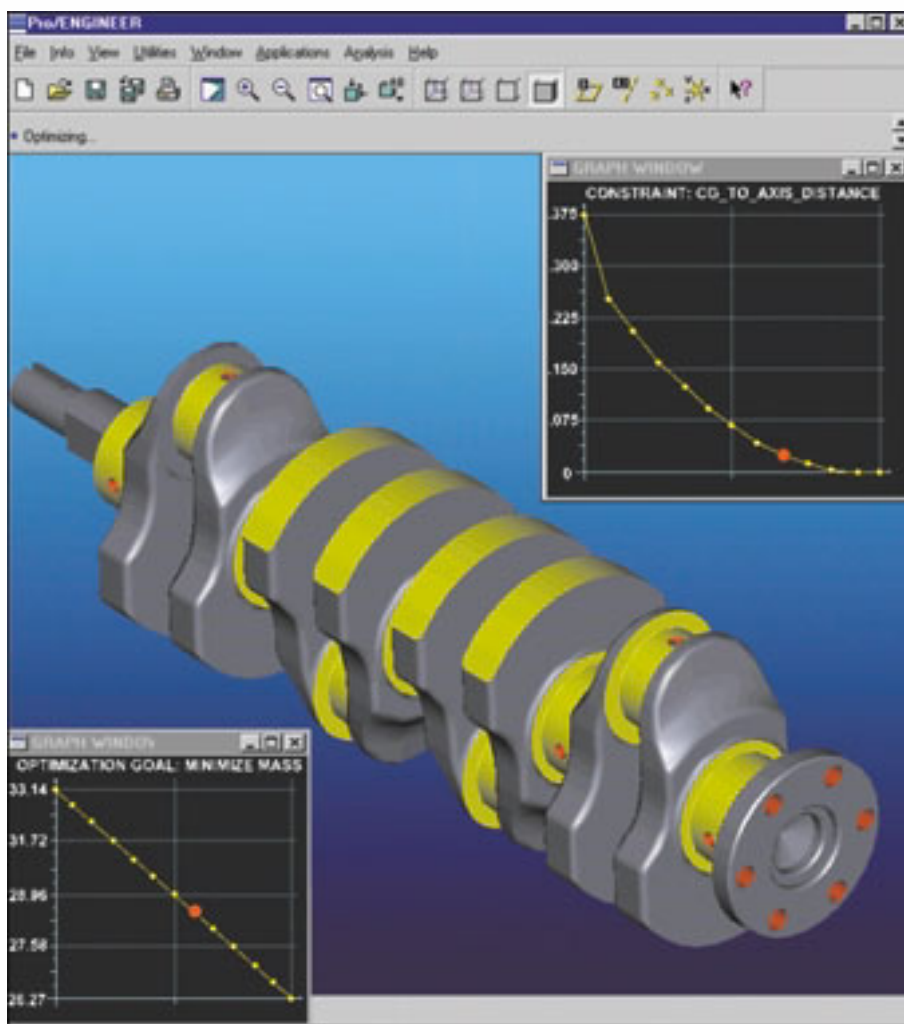 Pro/ENGINEER
File Info View Utilities Window Applications Analysis Help
Optimizing...
GRAPH WINDOW
CONSTRAINT: CG_TO_AXIS_DISTANCE
.375
.300
.225
.150
.075
0
GRAPH WINDOW
OPTIMIZATION GOAL: MINIMIZE MASS
33.14
31.72
28.96
27.58
26.27